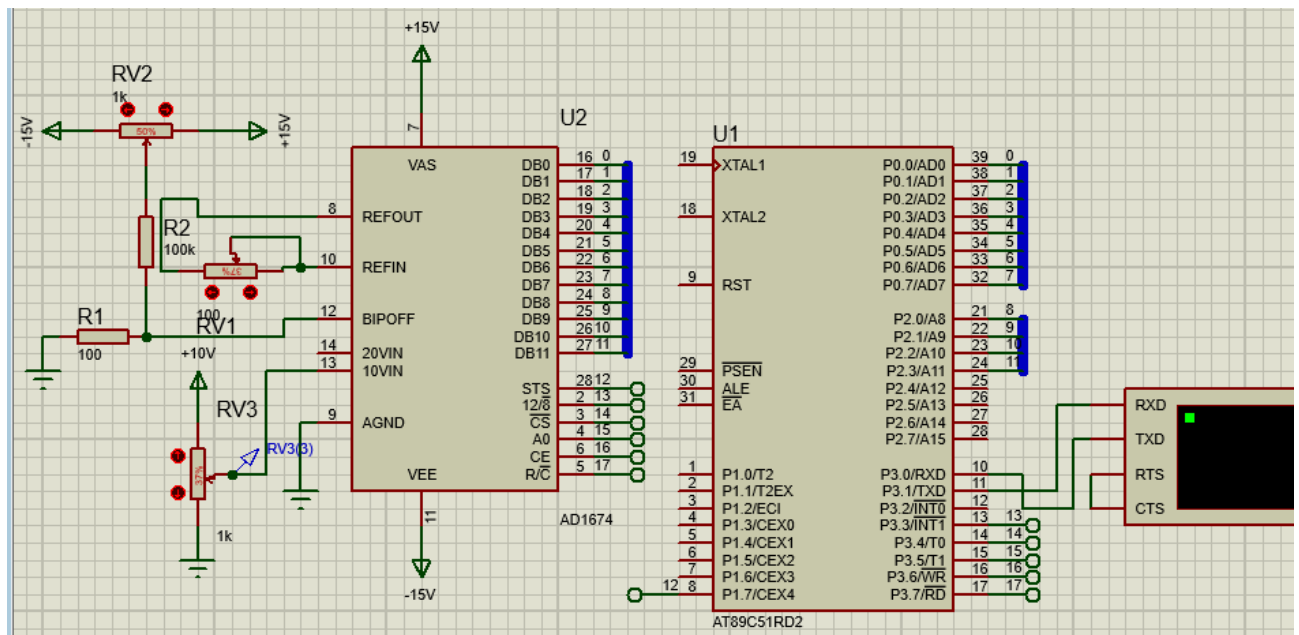 +15V
RV2
1k
-15V
50%
+15V
R2
100k
37%
100
RV1
R1
100
+10V
RV3
RV3(3)
37%
1k
U2
7
VAS
8 REFOUT
10 REFIN
12 BIPOFF
14 20VIN
13 10VIN
9 AGND
VEE
11
-15V
DB0 16 0
DB1 17 1
DB2 18 2
DB3 19 3
DB4 20 4
DB5 21 5
DB6 22 6
DB7 23 7
DB8 24 8
DB9 25 9
DB10 26 10
DB11 27 11
STS 28 12
12/8 2 13
CS 3 14
A0 4 15
CE 6 16
R/C 5 17
AD1674
U1
19 XTAL1
18 XTAL2
9 RST
29 PSEN
30 ALE
31 EA
1 P1.0/T2
2 P1.1/T2EX
3 P1.2/ECI
4 P1.3/CEX0
5 P1.4/CEX1
6 P1.5/CEX2
7 P1.6/CEX3
12 8 P1.7/CEX4
P0.0/AD0 39 0
P0.1/AD1 38 1
P0.2/AD2 37 2
P0.3/AD3 36 3
P0.4/AD4 35 4
P0.5/AD5 34 5
P0.6/AD6 33 6
P0.7/AD7 32 7
P2.0/A8 21 8
P2.1/A9 22 9
P2.2/A10 23 10
P2.3/A11 24 11
P2.4/A12 25
P2.5/A13 26
P2.6/A14 27
P2.7/A15 28
P3.0/RXD 10
P3.1/TXD 11
P3.2/INT0 12
P3.3/INT1 13 13
P3.4/T0 14 14
P3.5/T1 15 15
P3.6/WR 16 16
P3.7/RD 17 17
AT89C51RD2
RXD
TXD
RTS
CTS